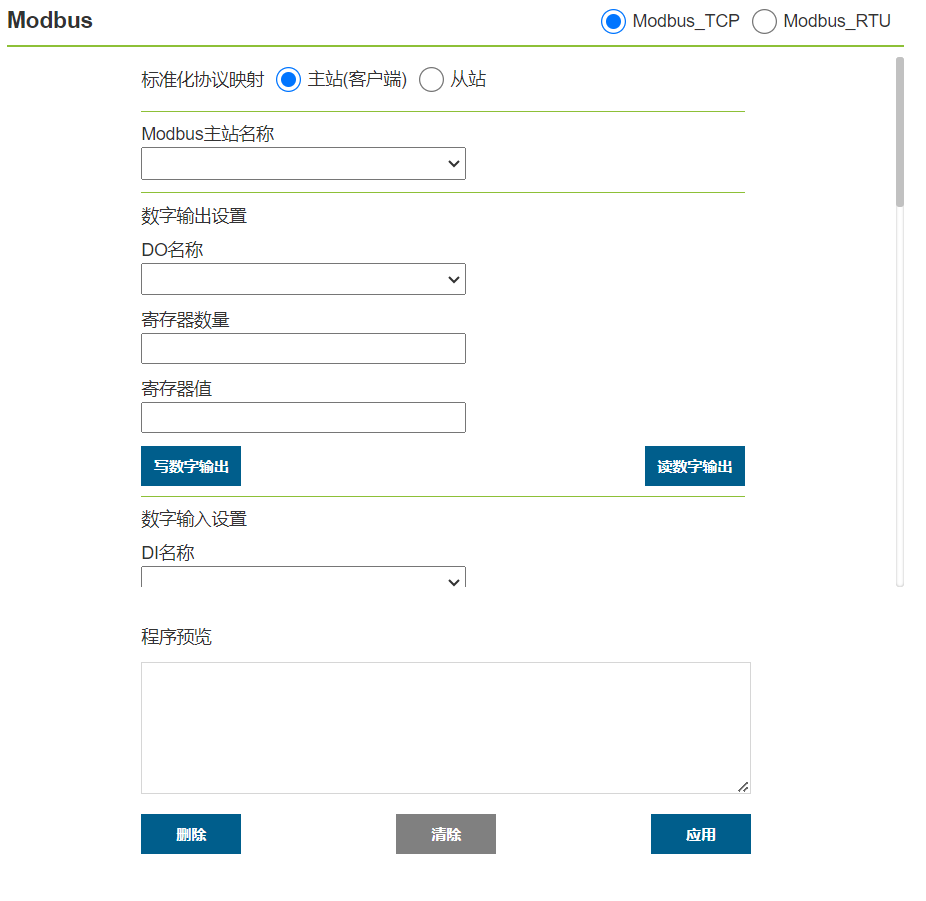 Modbus
Modbus_TCP Modbus_RTU
标准化协议映射 主站(客户端) 从站
Modbus主站名称
数字输出设置
DO名称
寄存器数量
寄存器值
写数字输出 读数字输出
数字输入设置
DI名称
程序预览
删除 清除 应用